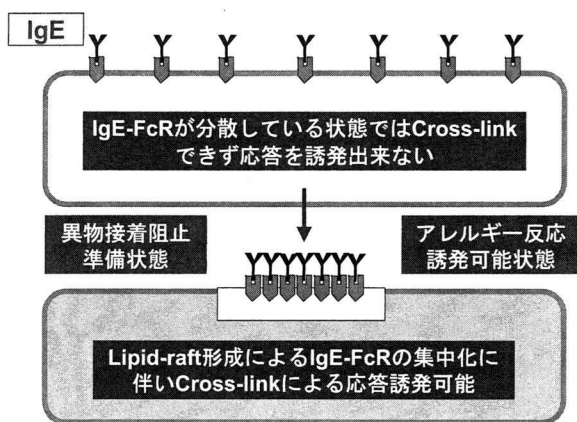 IgE
IgE-FcRが分散している状態ではCross-link
できず応答を誘発出来ない
異物接着阻止
準備状態
アレルギー反応
誘発可能状態
Lipid-raft形成によるIgE-FcRの集中化に
伴いCross-linkによる応答誘発可能